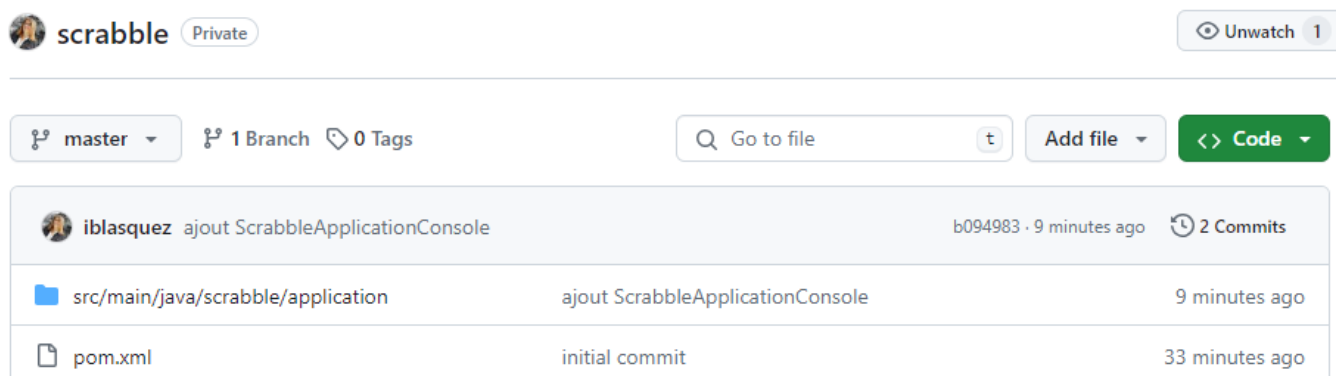 scrabble Private Unwatch 1
master 1 Branch 0 Tags Go to file t Add file Code
iblasquez ajout ScrabbleApplicationConsole b094983 · 9 minutes ago 2 Commits
src/main/java/scrabble/application ajout ScrabbleApplicationConsole 9 minutes ago
pom.xml initial commit 33 minutes ago